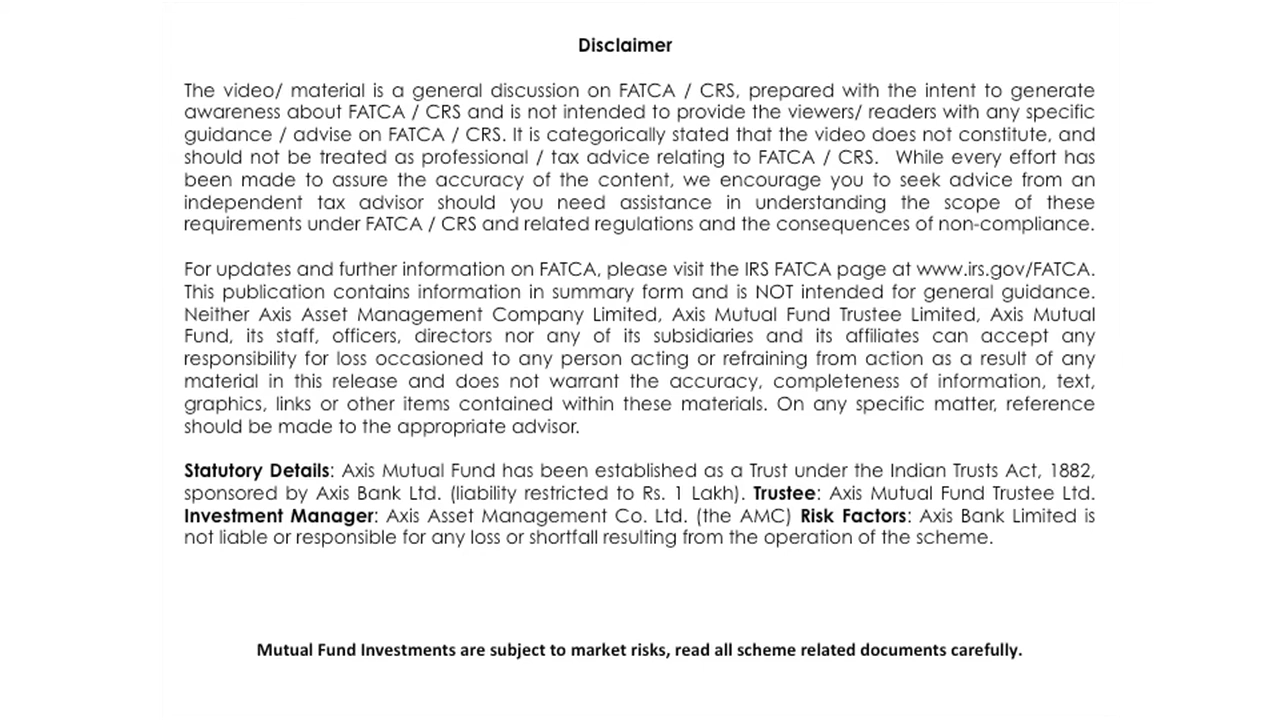 Disclaimer
The video/ material is a general discussion on FATCA / CRS, prepared with the intent to generate
awareness about FATCA / CRS and is not intended to provide the viewers/ readers with any specific
guidance / advise on FATCA / CRS. It is categorically stated that the video does not constitute, and
should not be treated as professional / tax advice relating to FATCA / CRS. While every effort has
been made to assure the accuracy of the content, we encourage you to seek advice from an
independent tax advisor should you need assistance in understanding the scope of these
requirements under FATCA / CRS and related regulations and the consequences of non-compliance.
For updates and further information on FATCA, please visit the IRS FATCA page at www.irs.gov/FATCA.
This publication contains information in summary form and is NOT intended for general guidance.
Neither Axis Asset Management Company Limited, Axis Mutual Fund Trustee Limited, Axis Mutual
Fund, its staff, officers, directors nor any of its subsidiaries and its affiliates can accept any
responsibility for loss occasioned to any person acting or refraining from action as a result of any
material in this release and does not warrant the accuracy, completeness of information, text,
graphics, links or other items contained within these materials. On any specific matter, reference
should be made to the appropriate advisor.
Statutory Details: Axis Mutual Fund has been established as a Trust under the Indian Trusts Act, 1882,
sponsored by Axis Bank Ltd. (liability restricted to Rs. 1 Lakh). Trustee: Axis Mutual Fund Trustee Ltd.
Investment Manager: Axis Asset Management Co. Ltd. (the AMC) Risk Factors: Axis Bank Limited is
not liable or responsible for any loss or shortfall resulting from the operation of the scheme.
Mutual Fund Investments are subject to market risks, read all scheme related documents carefully.